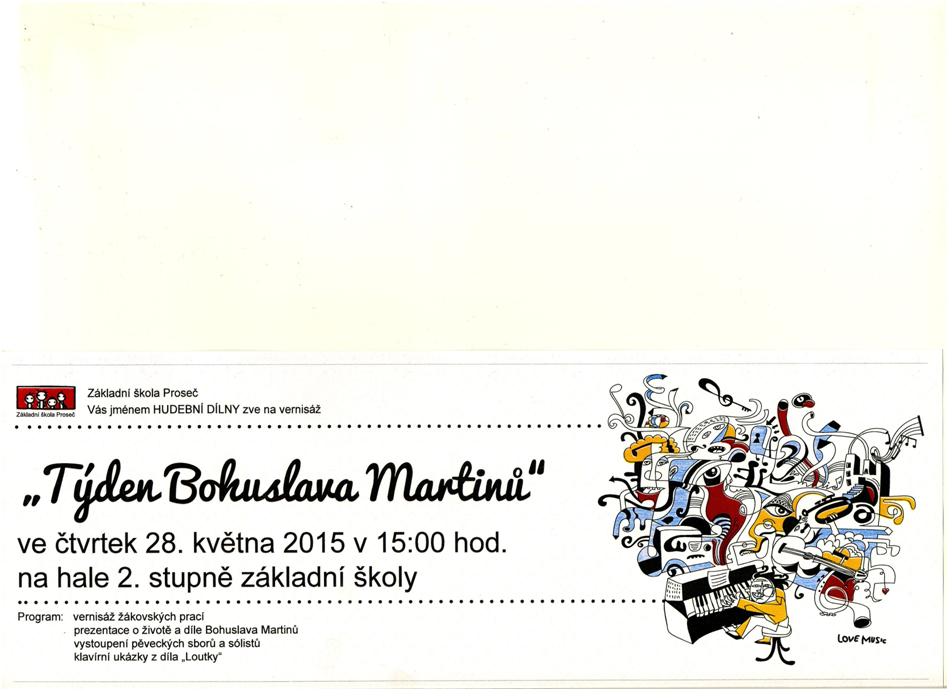 Základní škola Proseč
Vás jménem HUDEBNÍ DÍLNY zve na vernisáž
Základní škola Proseč
„Týden Bohuslava Martinů“
ve čtvrtek 28. května 2015 v 15:00 hod.
na hale 2. stupně základní školy
Program: vernisáž žákovských prací
prezentace o životě a díle Bohuslava Martinů
vystoupení pěveckých sborů a sólistů
klavírní ukázky z díla „Loutky“
LOVE MUSIC